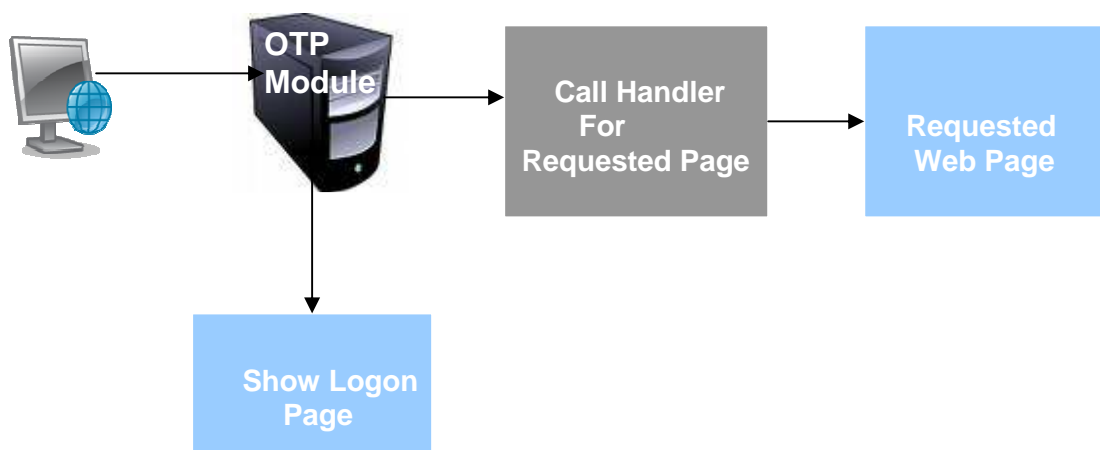 OTP
Module
Call Handler
For
Requested Page
Requested
Web Page
Show Logon
Page